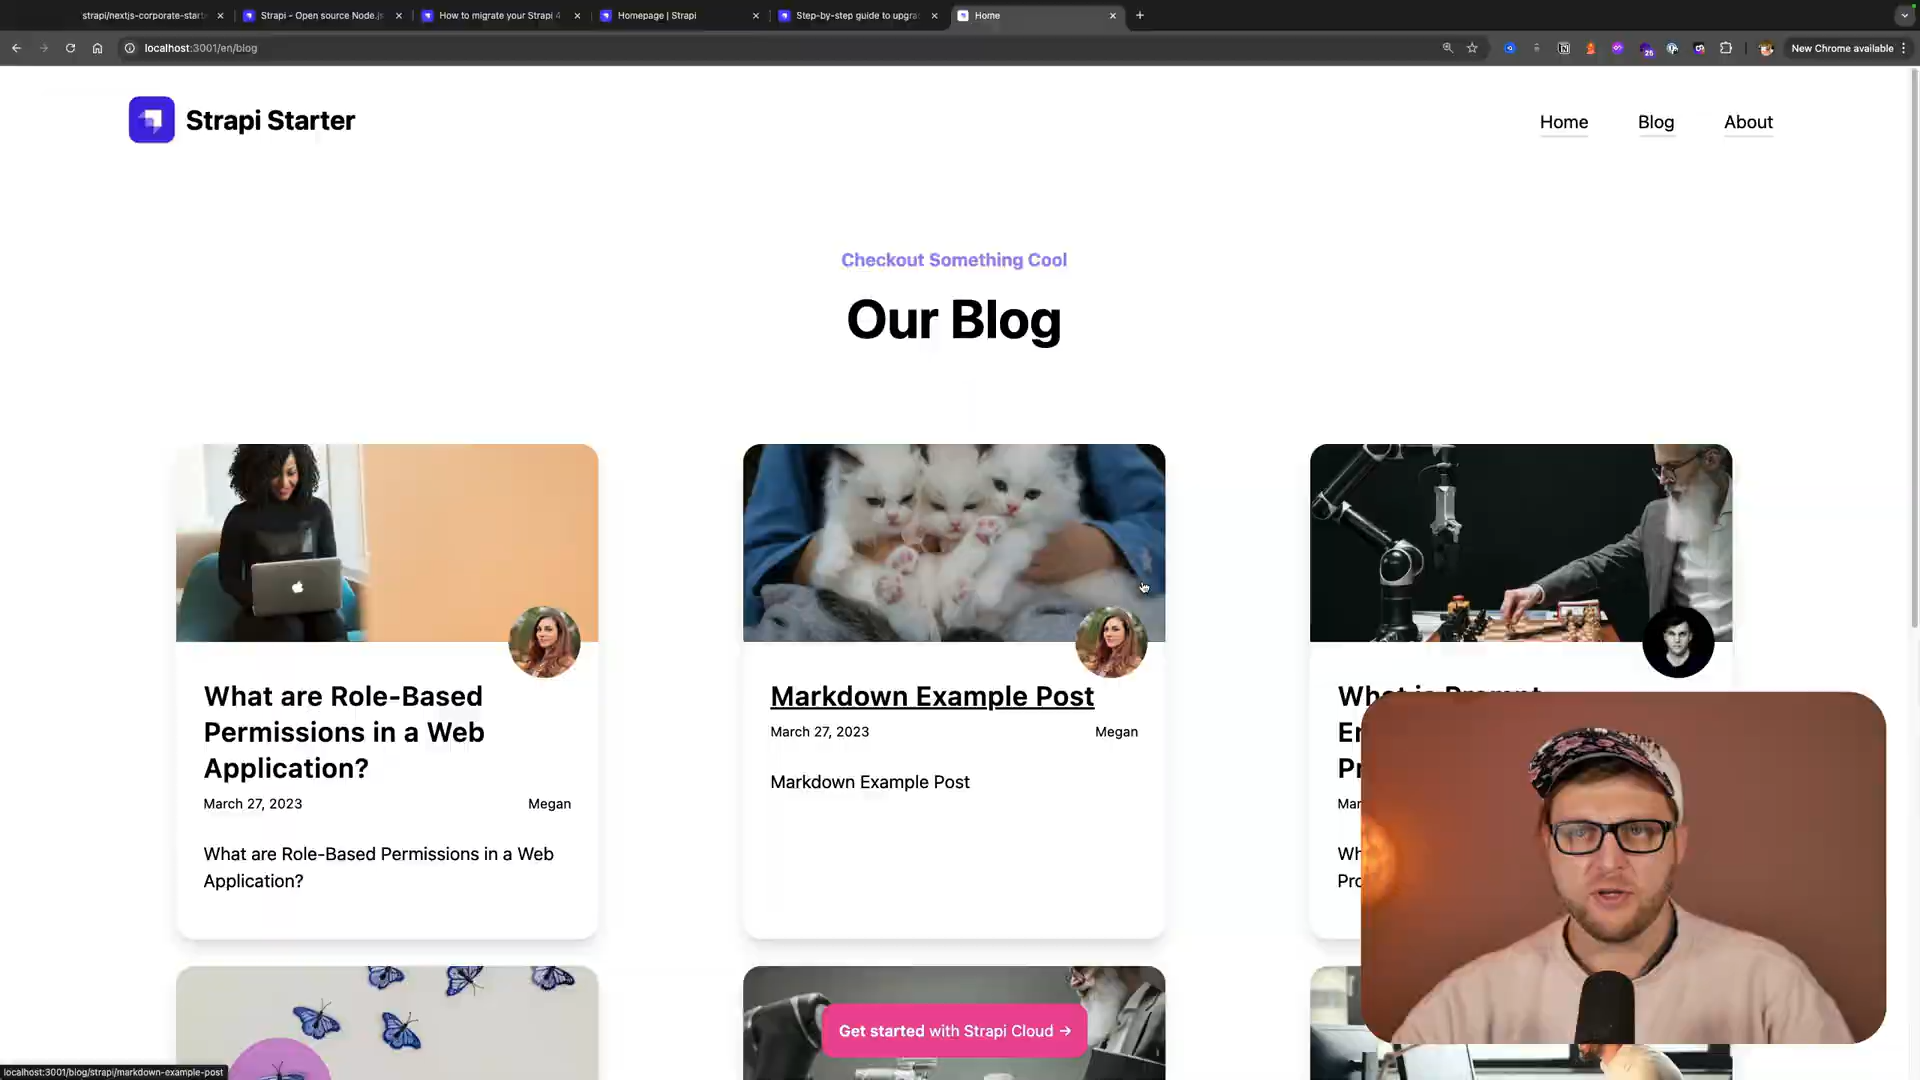 strapi/nextjs-corporate-start
Strapi - Open source Node.js
How to migrate your Strapi 4
Homepage | Strapi
Step-by-step guide to upgra
Home
localhost:3001/en/blog
25
New Chrome available
Strapi Starter
Home
Blog
About
Checkout Something Cool
Our Blog
What are Role-Based
Permissions in a Web
Application?
March 27, 2023
Megan
What are Role-Based Permissions in a Web
Application?
Markdown Example Post
March 27, 2023
Megan
Markdown Example Post
What is Prompt
Get started with Strapi Cloud →
localhost:3001/blog/strapi/markdown-example-post